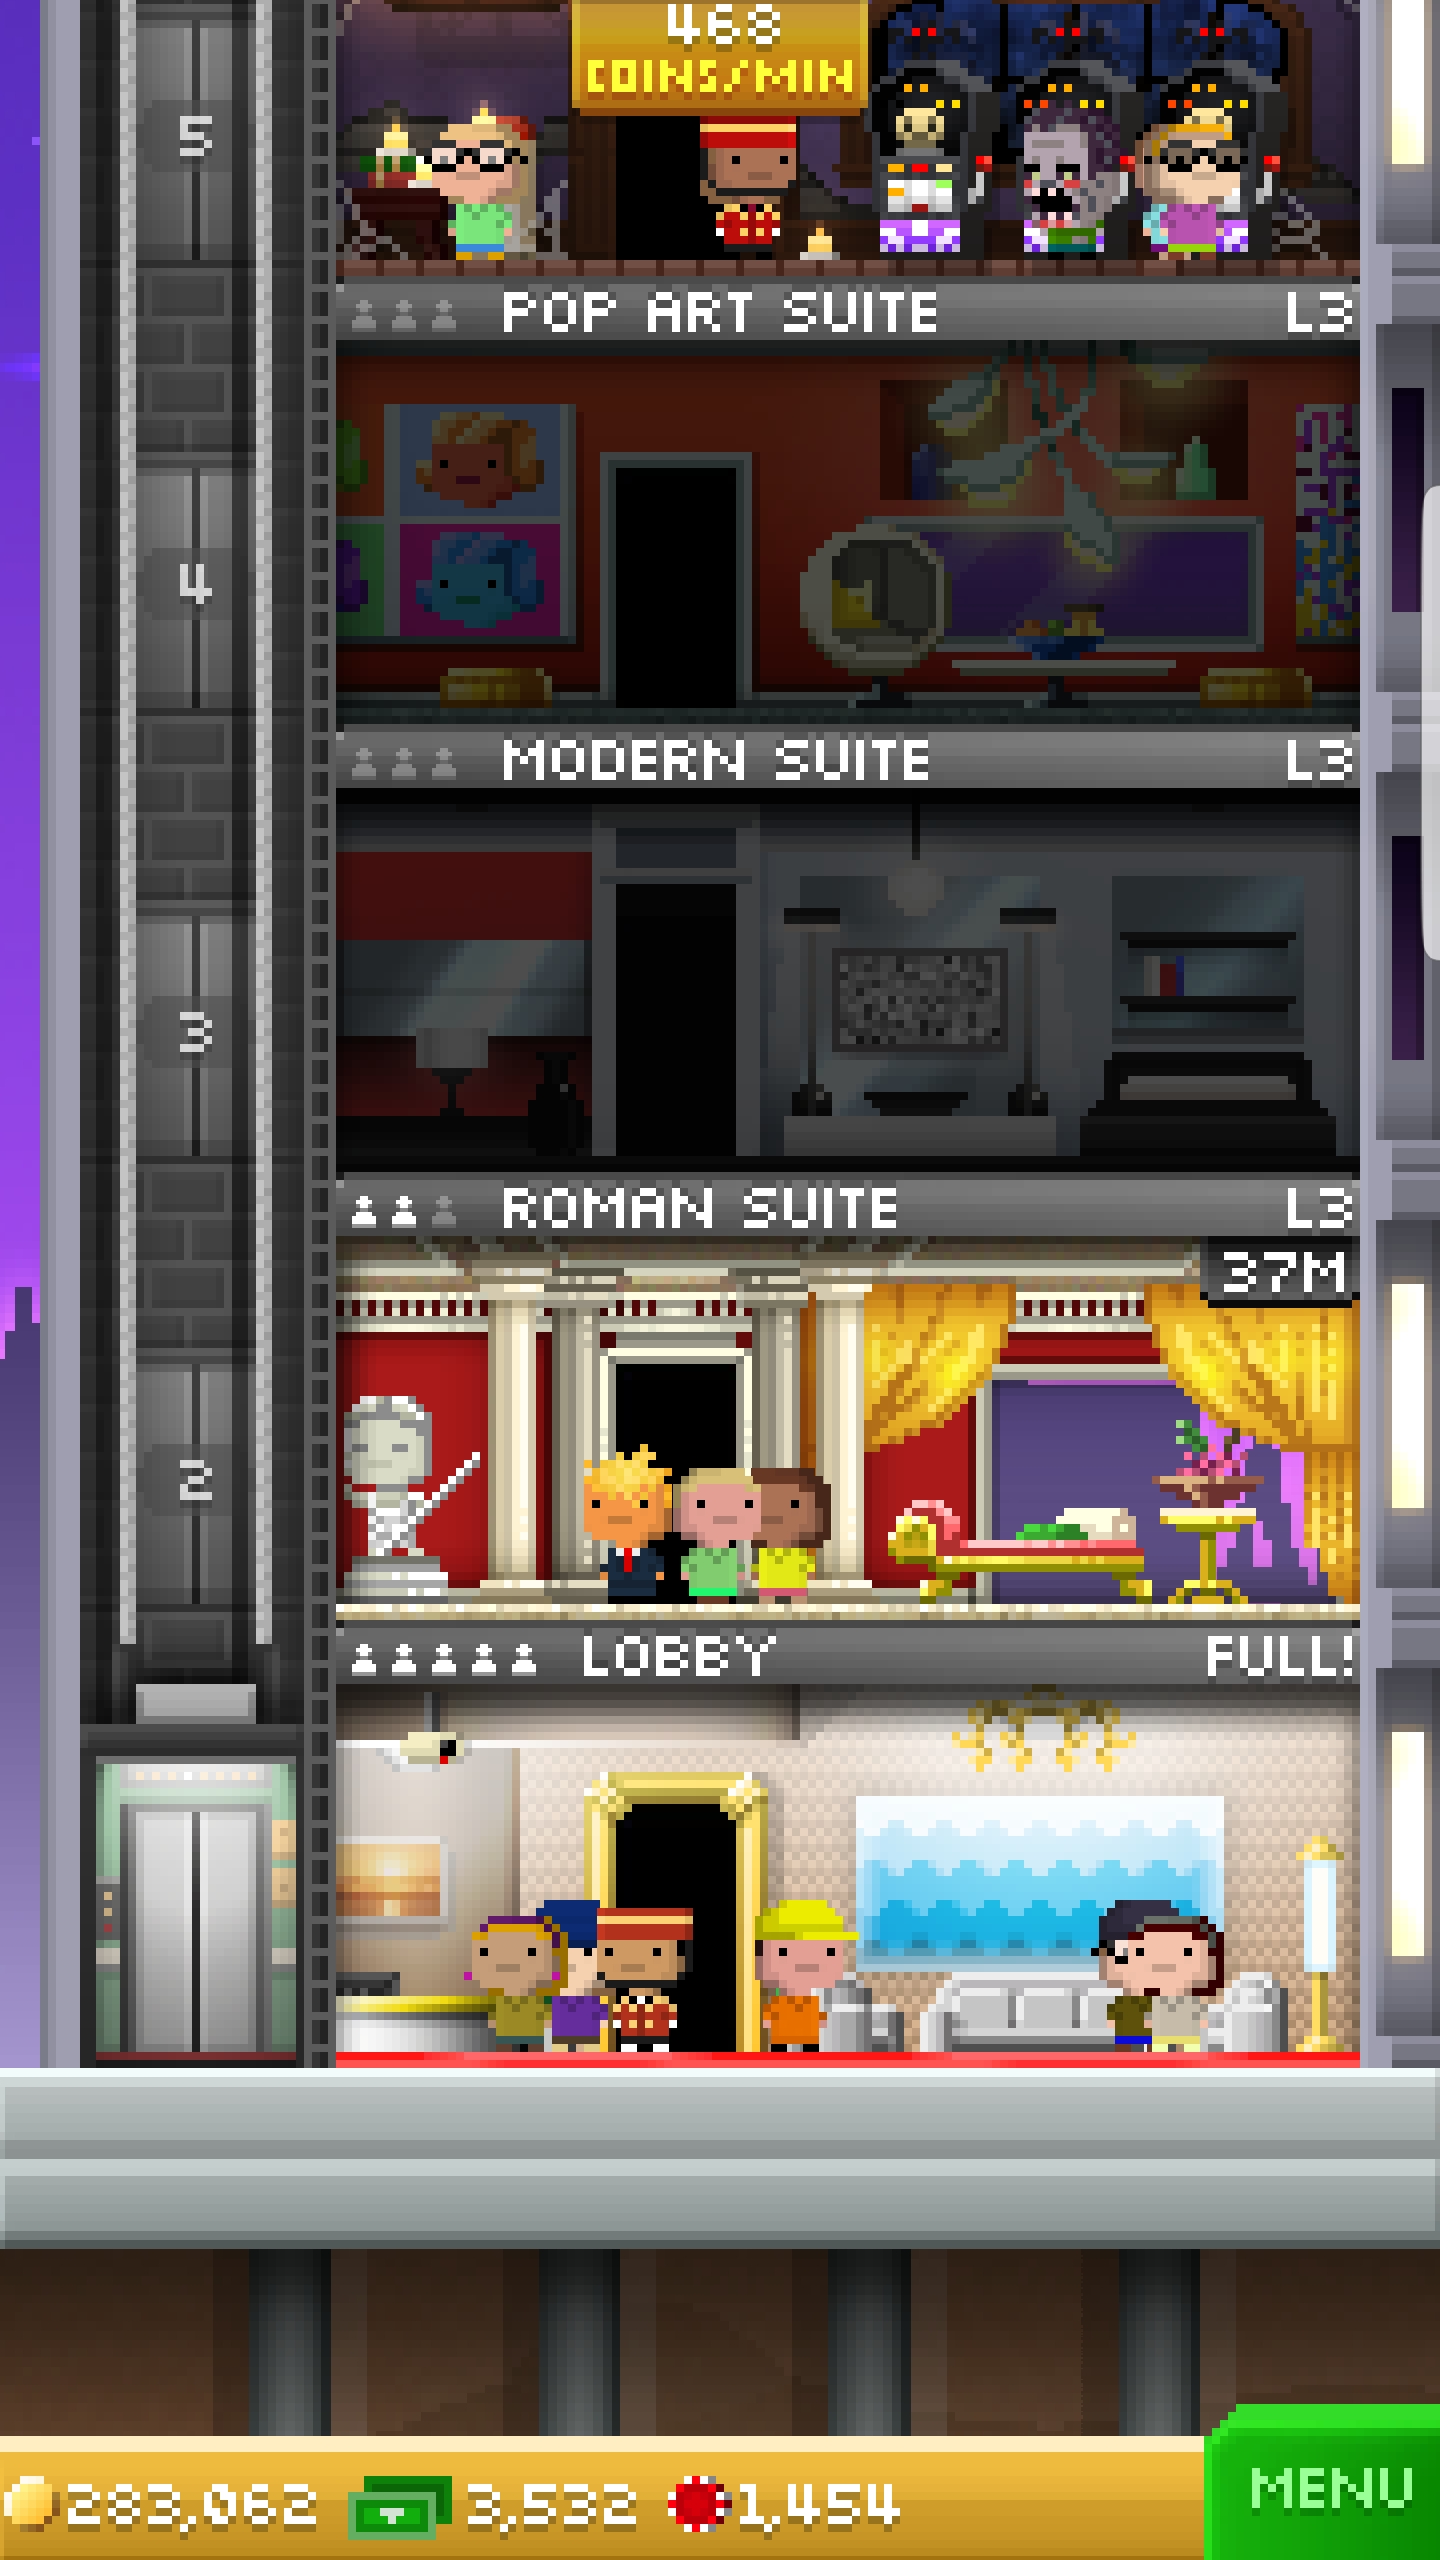 468
COINS/MIN
5
POP ART SUITE L3
4
MODERN SUITE L3
3
ROMAN SUITE L3
37M
2
LOBBY FULL!
283,062 3,532 1,454 MENU